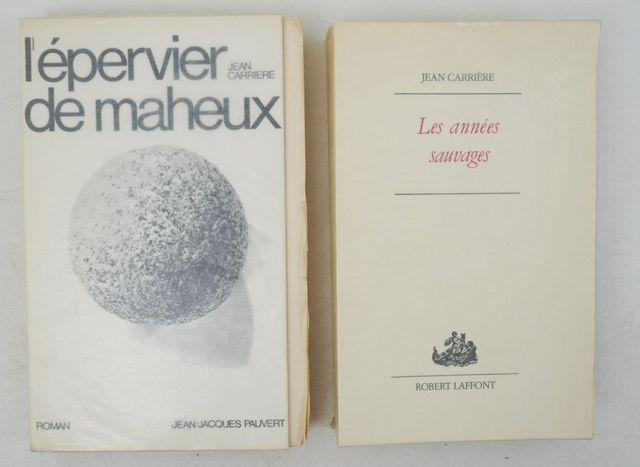 l'épervier
JEAN
CARRIERE
de maheux
ROMAN
JEAN-JACQUES PAUVERT
JEAN CARRIÈRE
Les années
sauvages
ROBERT LAFFONT